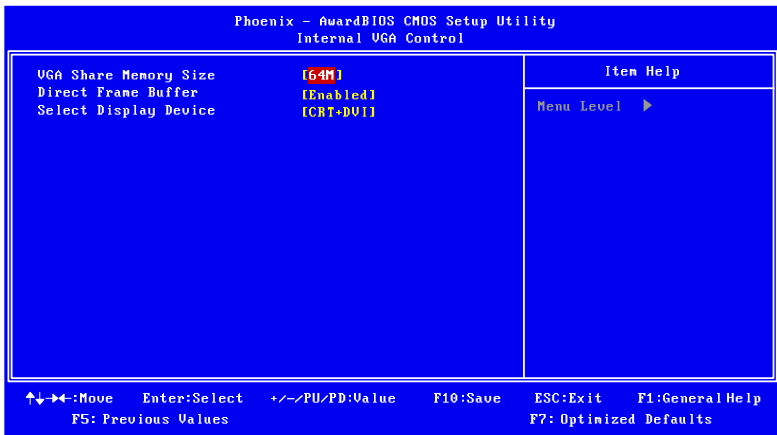 Phoenix - AwardBIOS CMOS Setup Utility
Internal VGA Control
VGA Share Memory Size [64M]
Direct Frame Buffer [Enabled]
Select Display Device [CRT+DVI]
Item Help
Menu Level ▶
↑↓→←:Move Enter:Select +/-/PU/PD:Value F10:Save ESC:Exit F1:General Help
F5: Previous Values F7: Optimized Defaults